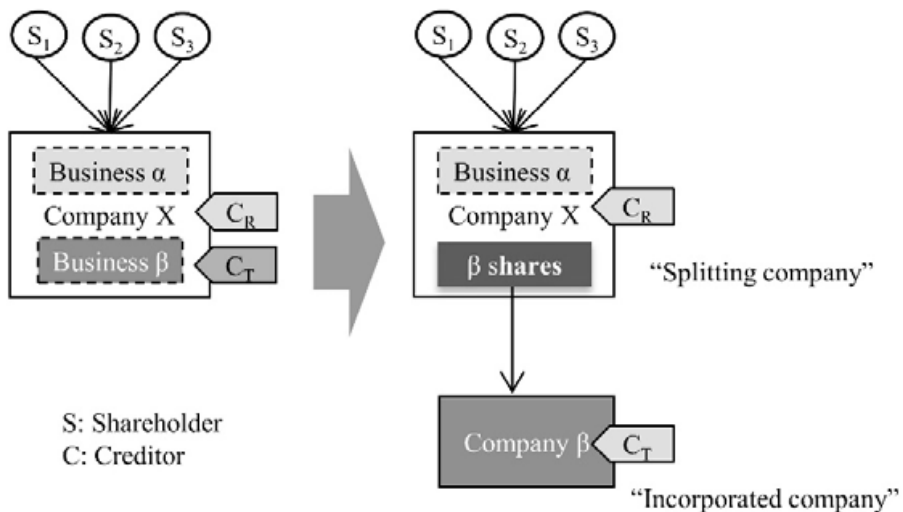 S1 S2 S3
Business α
Company X
CR
Business β
CT
S: Shareholder
C: Creditor
S1 S2 S3
Business α
Company X
CR
β shares
“Splitting company”
Company β
CT
“Incorporated company”